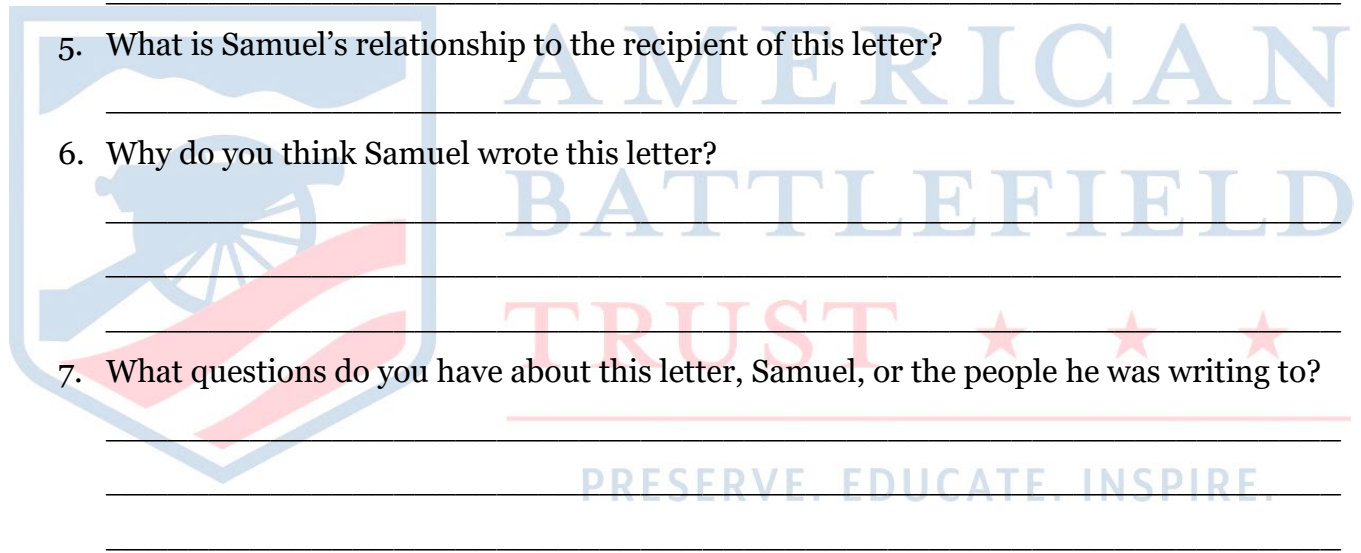 5. What is Samuel’s relationship to the recipient of this letter?
6. Why do you think Samuel wrote this letter?
7. What questions do you have about this letter, Samuel, or the people he was writing to?
AMERICAN
BATTLEFIELD
TRUST
PRESERVE. EDUCATE. INSPIRE.